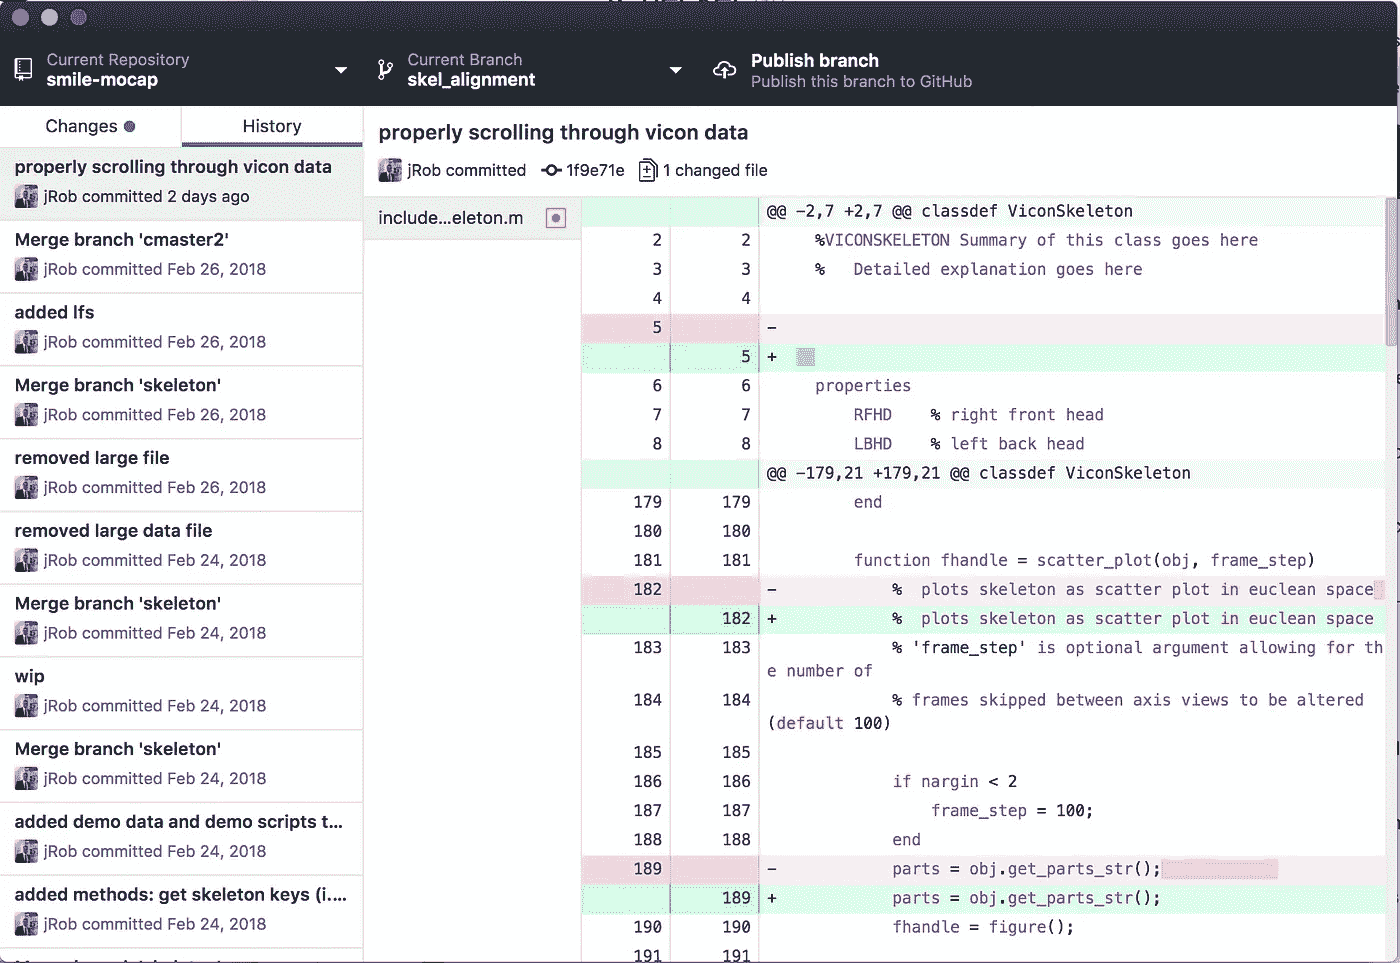 Current Repository
smile-mocap
Current Branch
skel_alignment
Publish branch
Publish this branch to GitHub
Changes
History
properly scrolling through vicon data
jRob committed 2 days ago
Merge branch 'cmaster2'
jRob committed Feb 26, 2018
added lfs
jRob committed Feb 26, 2018
Merge branch 'skeleton'
jRob committed Feb 26, 2018
removed large file
jRob committed Feb 26, 2018
removed large data file
jRob committed Feb 24, 2018
Merge branch 'skeleton'
jRob committed Feb 24, 2018
wip
jRob committed Feb 24, 2018
Merge branch 'skeleton'
jRob committed Feb 24, 2018
added demo data and demo scripts t...
jRob committed Feb 24, 2018
added methods: get skeleton keys (i....
jRob committed Feb 24, 2018
properly scrolling through vicon data
jRob committed 1f9e71e 1 changed file
include...eleton.m
@@ -2,7 +2,7 @@ classdef ViconSkeleton
2 2 %VICONSKELETON Summary of this class goes here
3 3 % Detailed explanation goes here
4 4
5 -
5 +
6 6 properties
7 7 RFHD % right front head
8 8 LBHD % left back head
@@ -179,21 +179,21 @@ classdef ViconSkeleton
179 179 end
180 180
181 181 function fhandle = scatter_plot(obj, frame_step)
182 - % plots skeleton as scatter plot in euclean space
182 + % plots skeleton as scatter plot in euclean space
183 183 % 'frame_step' is optional argument allowing for th
e number of
184 184 % frames skipped between axis views to be altered
(default 100)
185 185
186 186 if nargin < 2
187 187 frame_step = 100;
188 188 end
189 - parts = obj.get_parts_str();
189 + parts = obj.get_parts_str();
190 190 fhandle = figure();
191 191